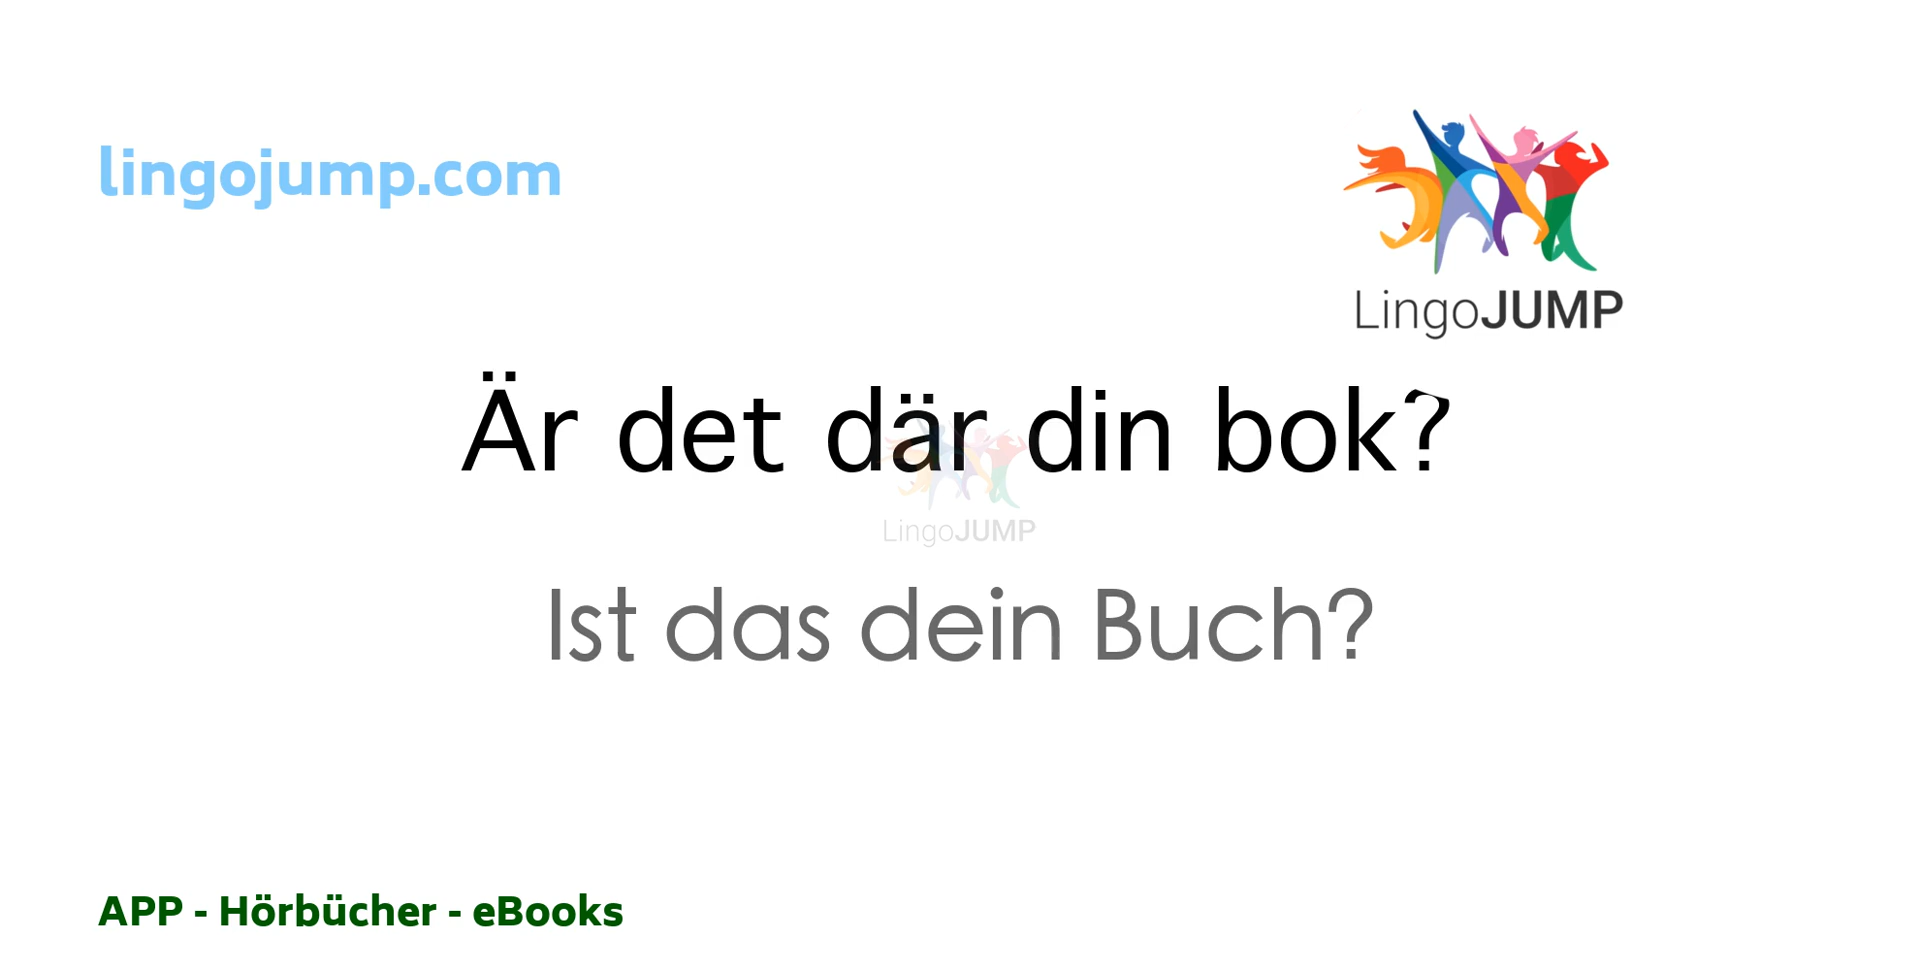 lingojump.com
LingoJUMP
Är det där din bok?
LingoJUMP
Ist das dein Buch?
APP - Hörbücher - eBooks